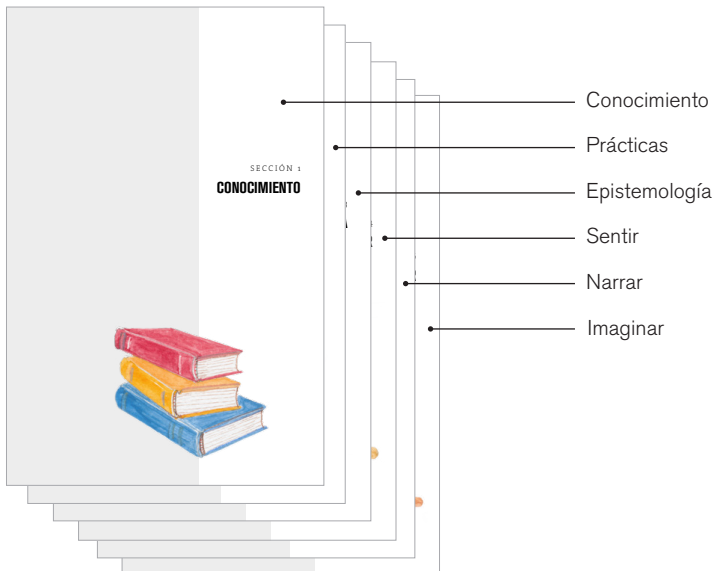 SECCIÓN 1
CONOCIMIENTO
Conocimiento
Prácticas
Epistemología
Sentir
Narrar
Imaginar